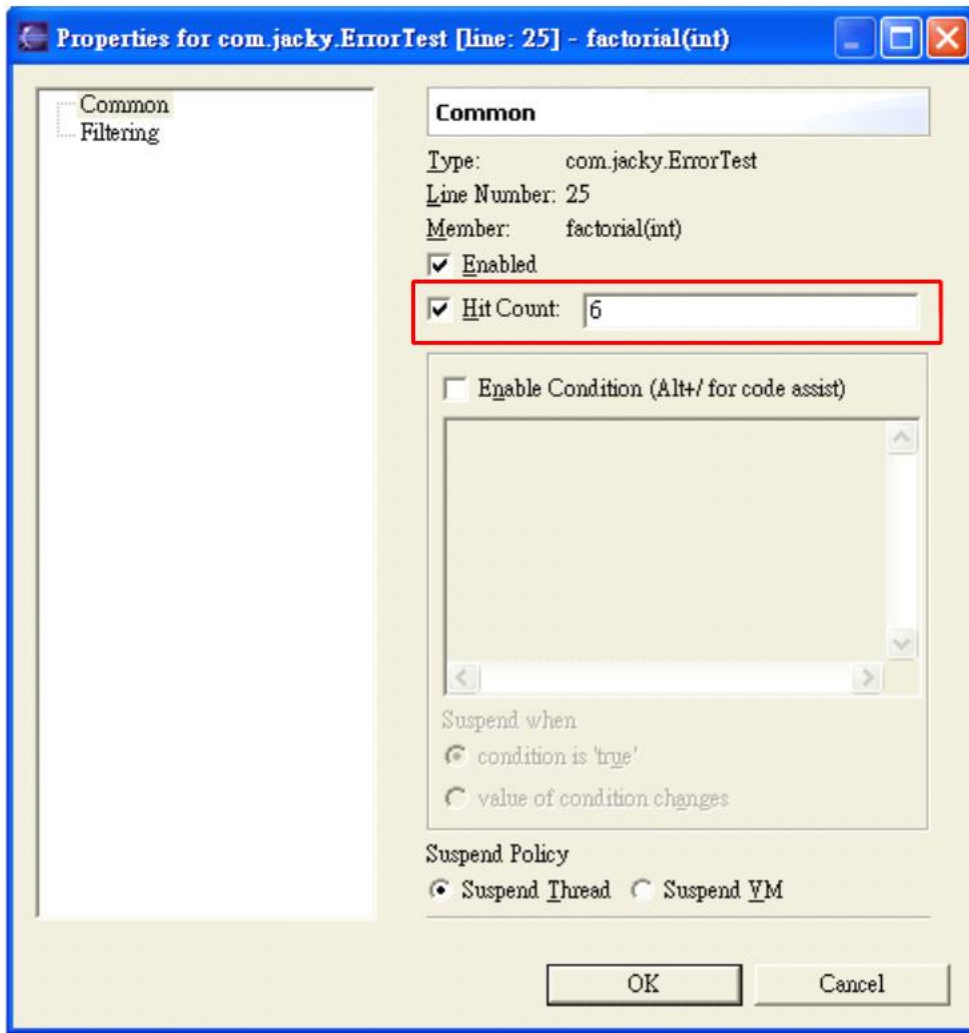 Properties for com.jacky.ErrorTest [line: 25] - factorial(int)
Common
Filtering
Common
Type: com.jacky.ErrorTest
Line Number: 25
Member: factorial(int)
Enabled
Hit Count: 6
Enable Condition (Alt+/ for code assist)
Suspend when
condition is 'true'
value of condition changes
Suspend Policy
Suspend Thread Suspend VM
OK Cancel